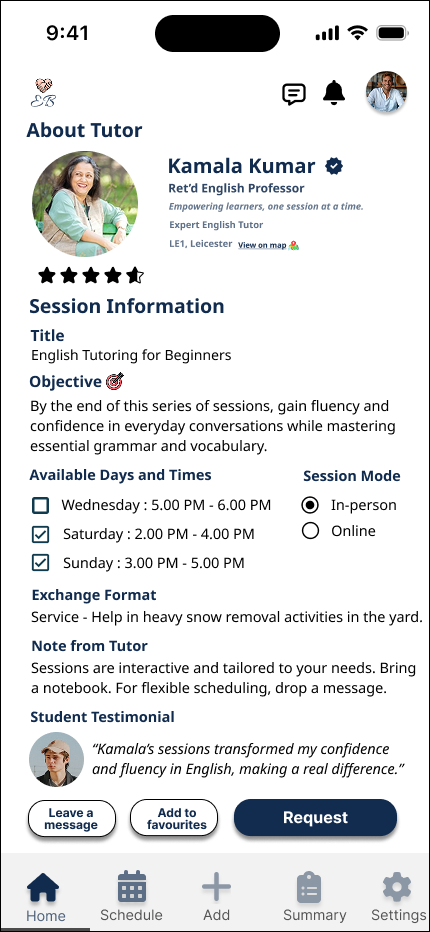 9:41
EB
About Tutor
Kamala Kumar
Ret'd English Professor
Empowering learners, one session at a time.
Expert English Tutor
LE1, Leicester View on map
Session Information
Title
English Tutoring for Beginners
Objective
By the end of this series of sessions, gain fluency and
confidence in everyday conversations while mastering
essential grammar and vocabulary.
Available Days and Times
Wednesday : 5.00 PM - 6.00 PM
Saturday : 2.00 PM - 4.00 PM
Sunday : 3.00 PM - 5.00 PM
Session Mode
In-person
Online
Exchange Format
Service - Help in heavy snow removal activities in the yard.
Note from Tutor
Sessions are interactive and tailored to your needs. Bring
a notebook. For flexible scheduling, drop a message.
Student Testimonial
“Kamala’s sessions transformed my confidence
and fluency in English, making a real difference.”
Leave a
message
Add to
favourites
Request
Home
Schedule
Add
Summary
Settings